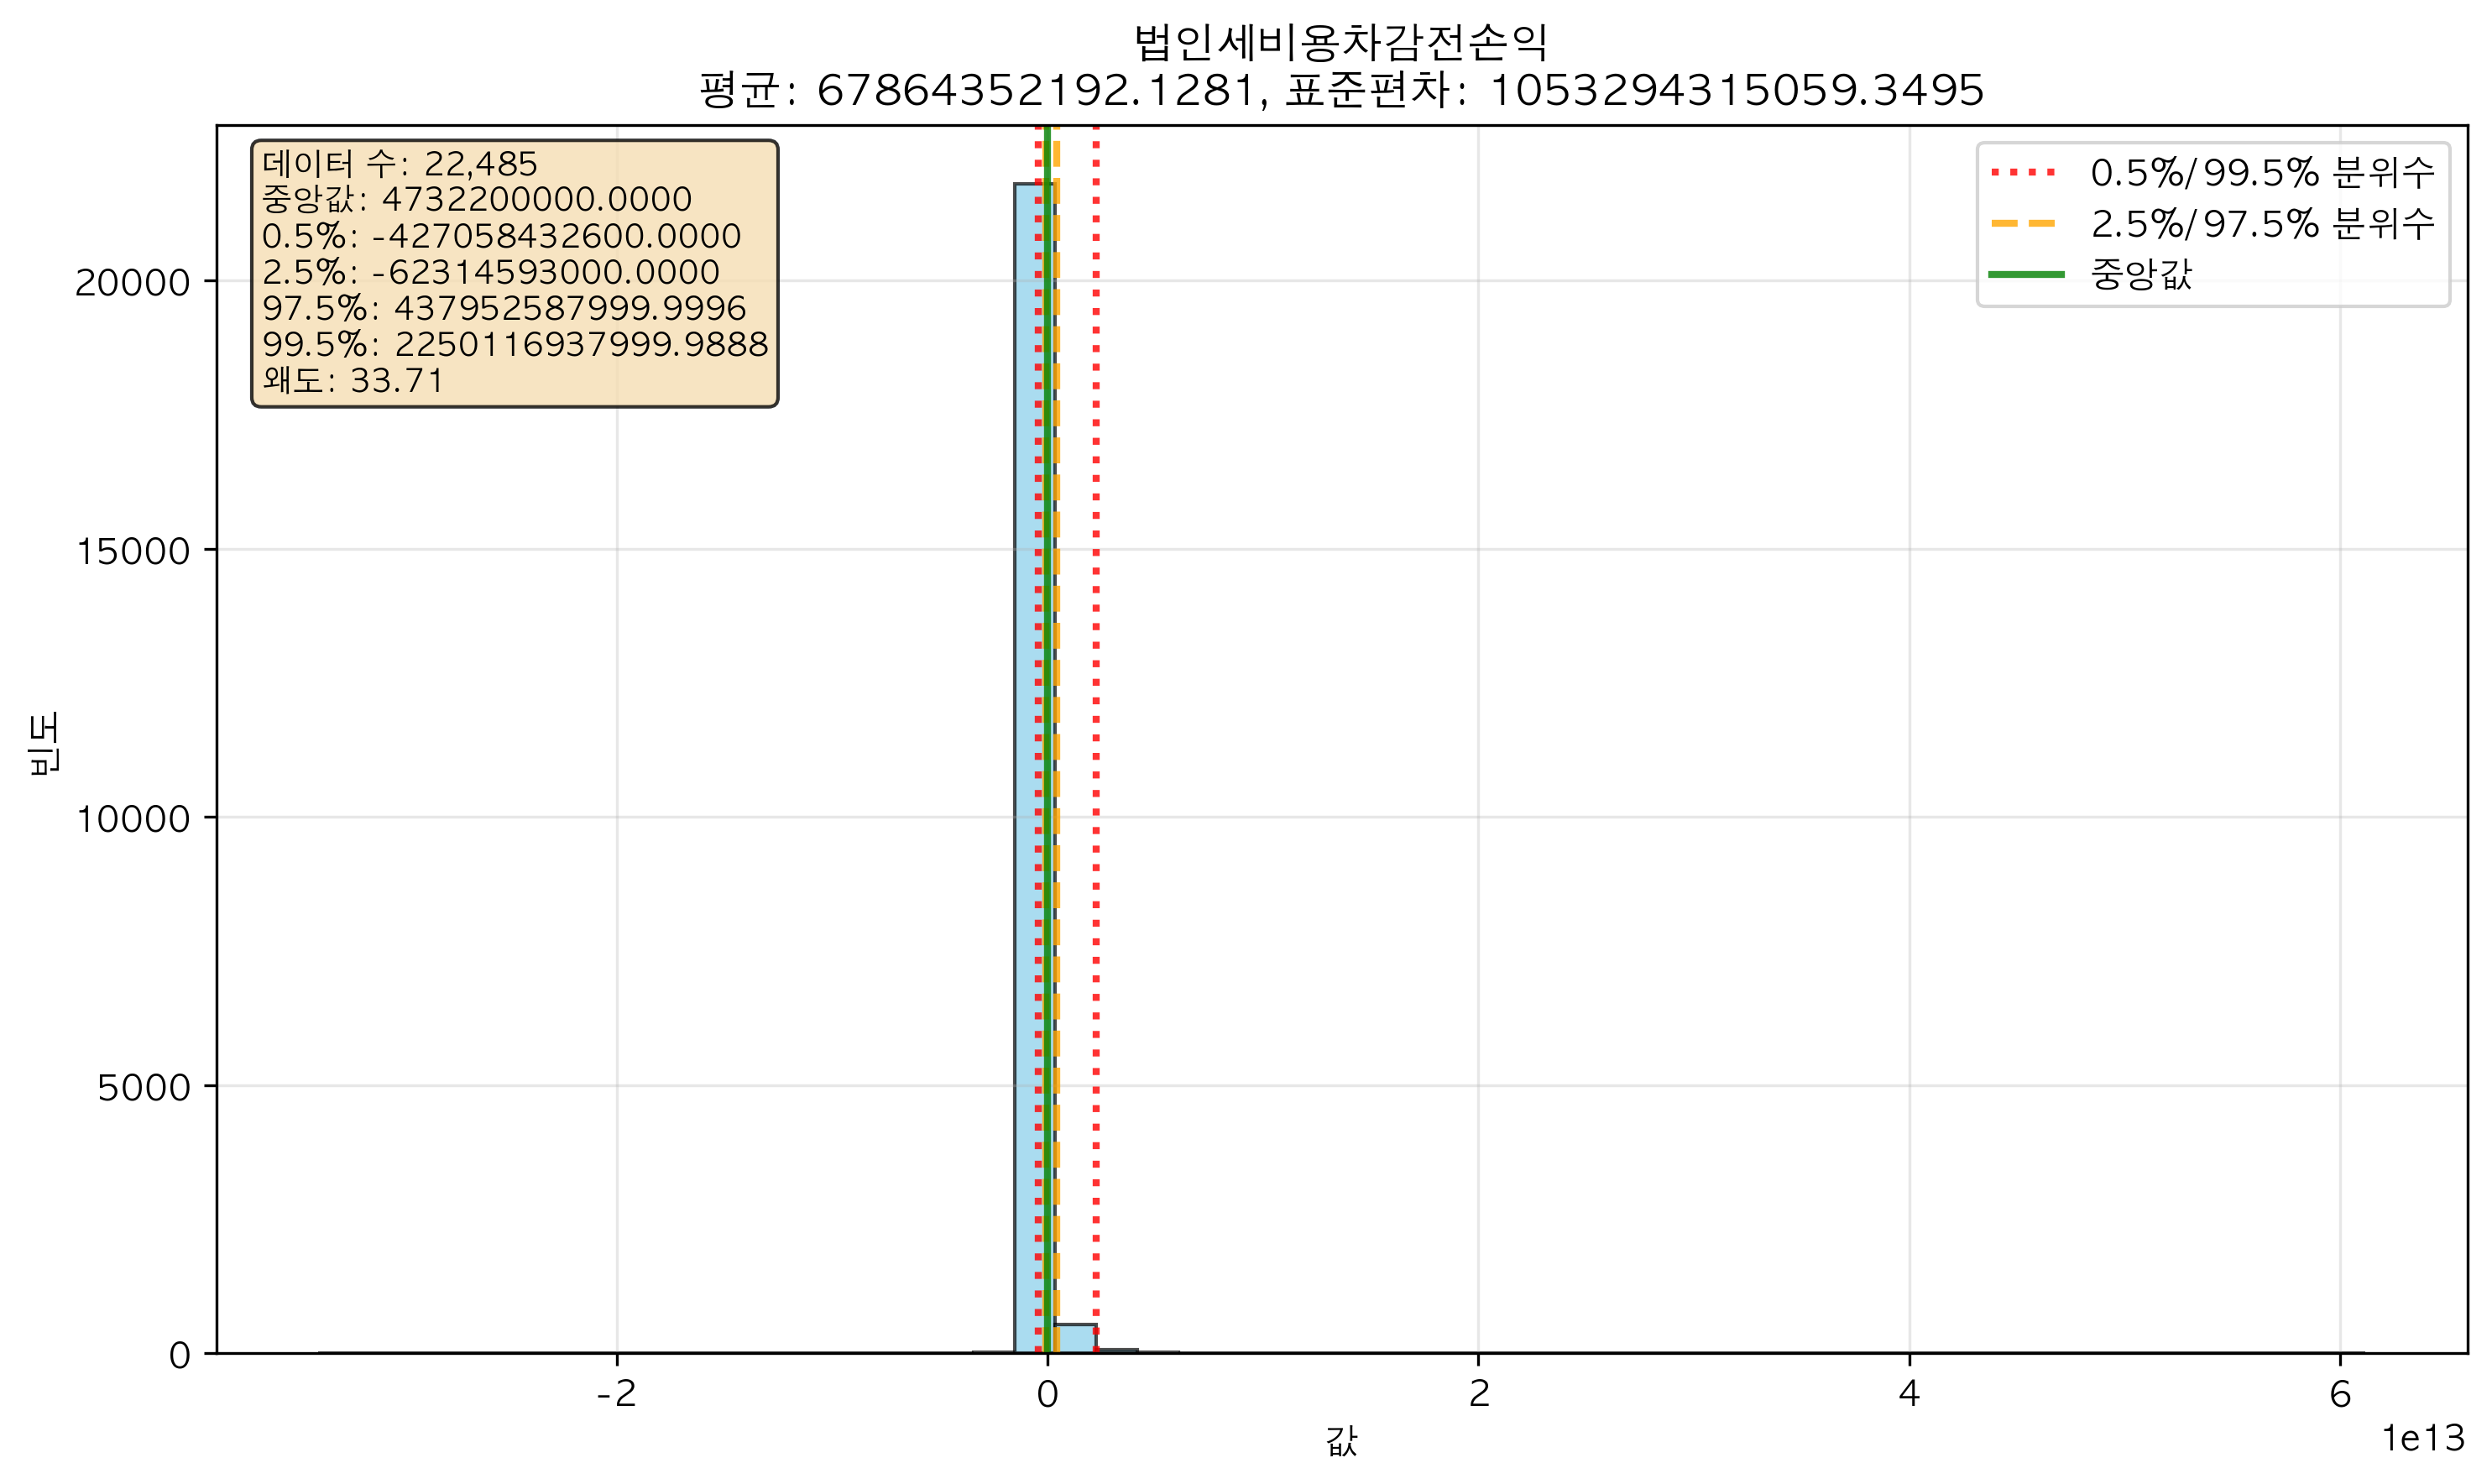 법인세비용차감전손익
평균: 67864352192.1281, 표준편차: 1053294315059.3495
데이터 수: 22,485
중앙값: 4732200000.0000
0.5%: -427058432600.0000
2.5%: -62314593000.0000
97.5%: 437952587999.9996
99.5%: 2250116937999.9888
왜도: 33.71
0.5%/99.5% 분위수
2.5%/97.5% 분위수
중앙값
빈도
20000
15000
10000
5000
0
-2
0
2
4
6
1e13
값